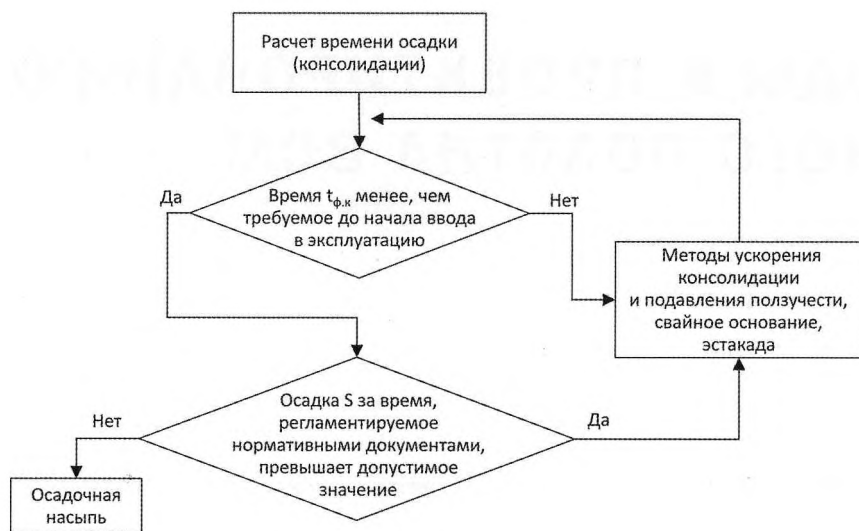 Расчет времени осадки
(консолидации)
Да
Время tф.к менее, чем
требуемое до начала ввода
в эксплуатацию
Нет
Методы ускорения
консолидации
и подавления ползучести,
свайное основание,
эстакада
Нет
Осадка S за время,
регламентируемое
нормативными документами,
превышает допустимое
значение
Да
Осадочная
насыпь